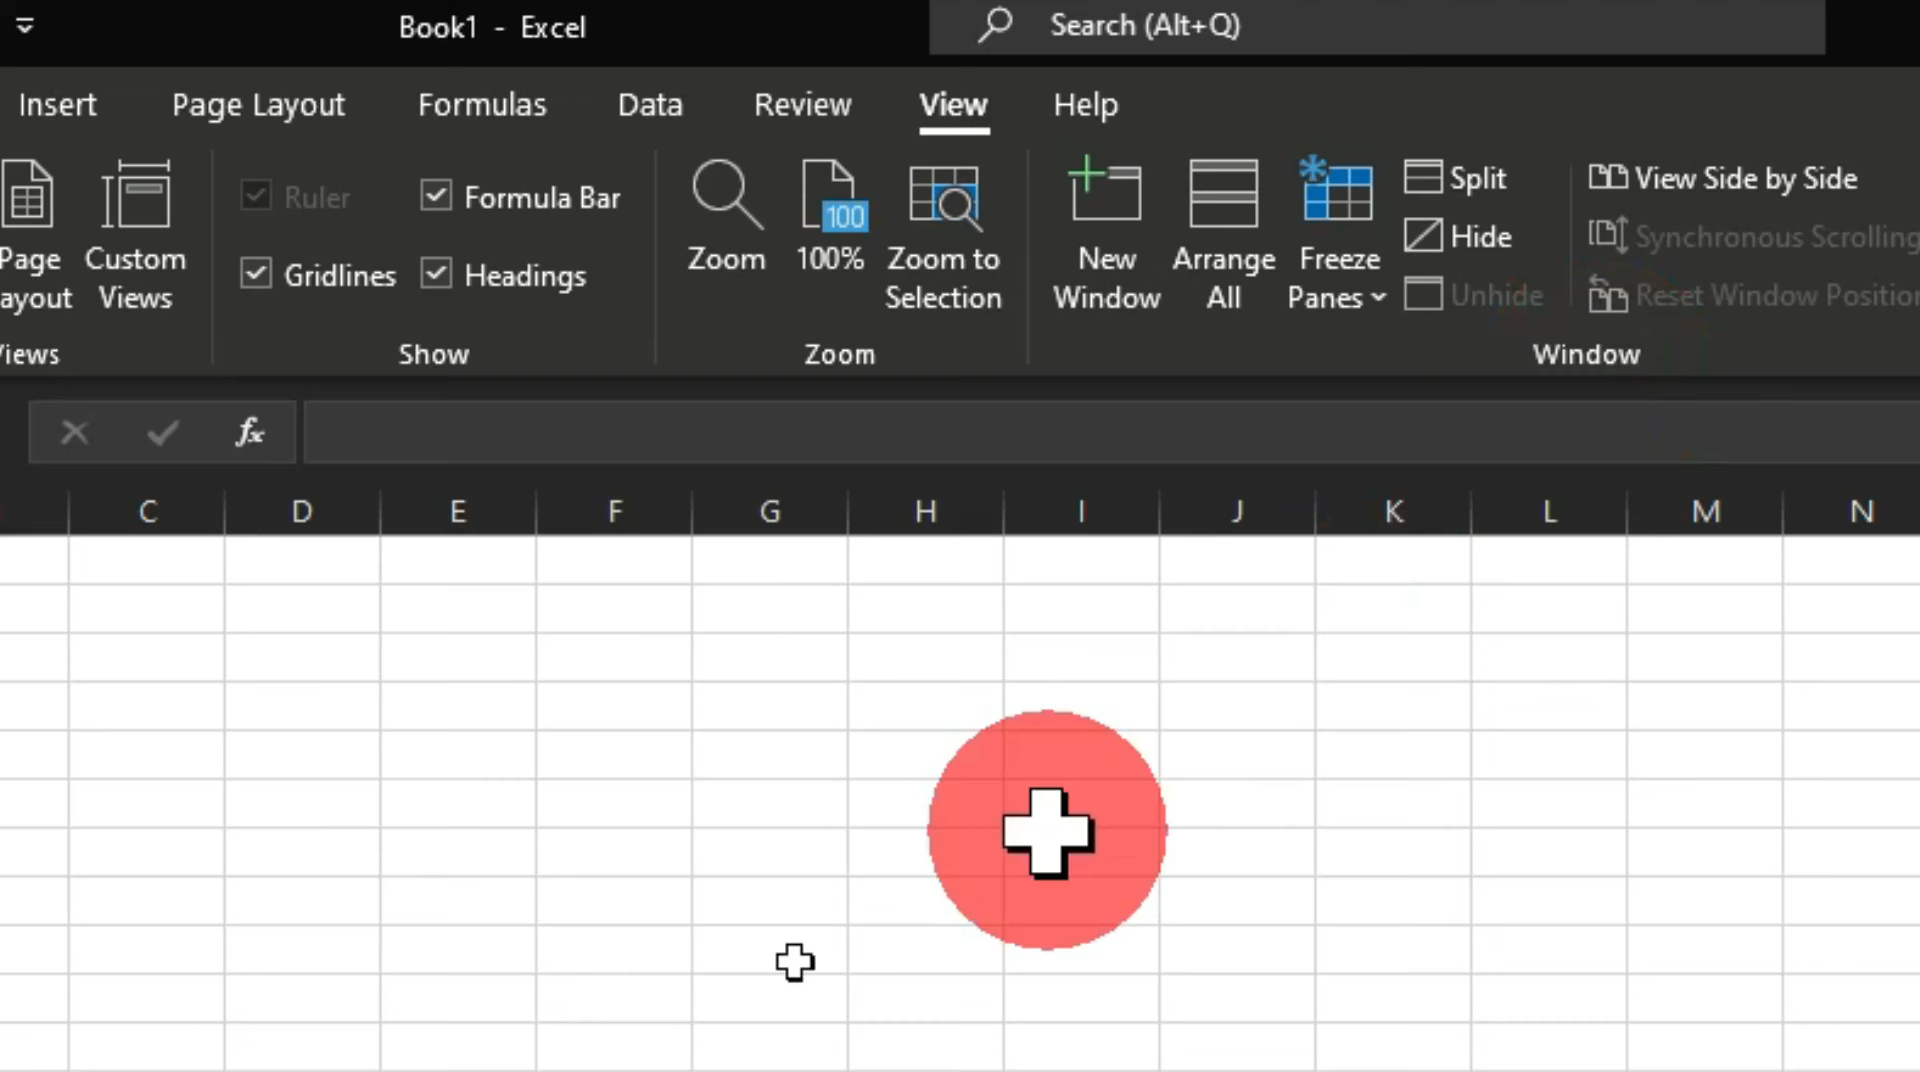 Book1 - Excel
Search (Alt+Q)
Insert Page Layout Formulas Data Review View Help
Page
ayout
Custom
Views
Ruler
Formula Bar
Gridlines
Headings
Zoom
100
100%
Zoom to
Selection
New
Window
Arrange
All
Freeze
Panes
Split
Hide
Unhide
View Side by Side
Synchronous Scrolling
Reset Window Position
iews
Show
Zoom
Window
fx
C D E F G H I J K L M N